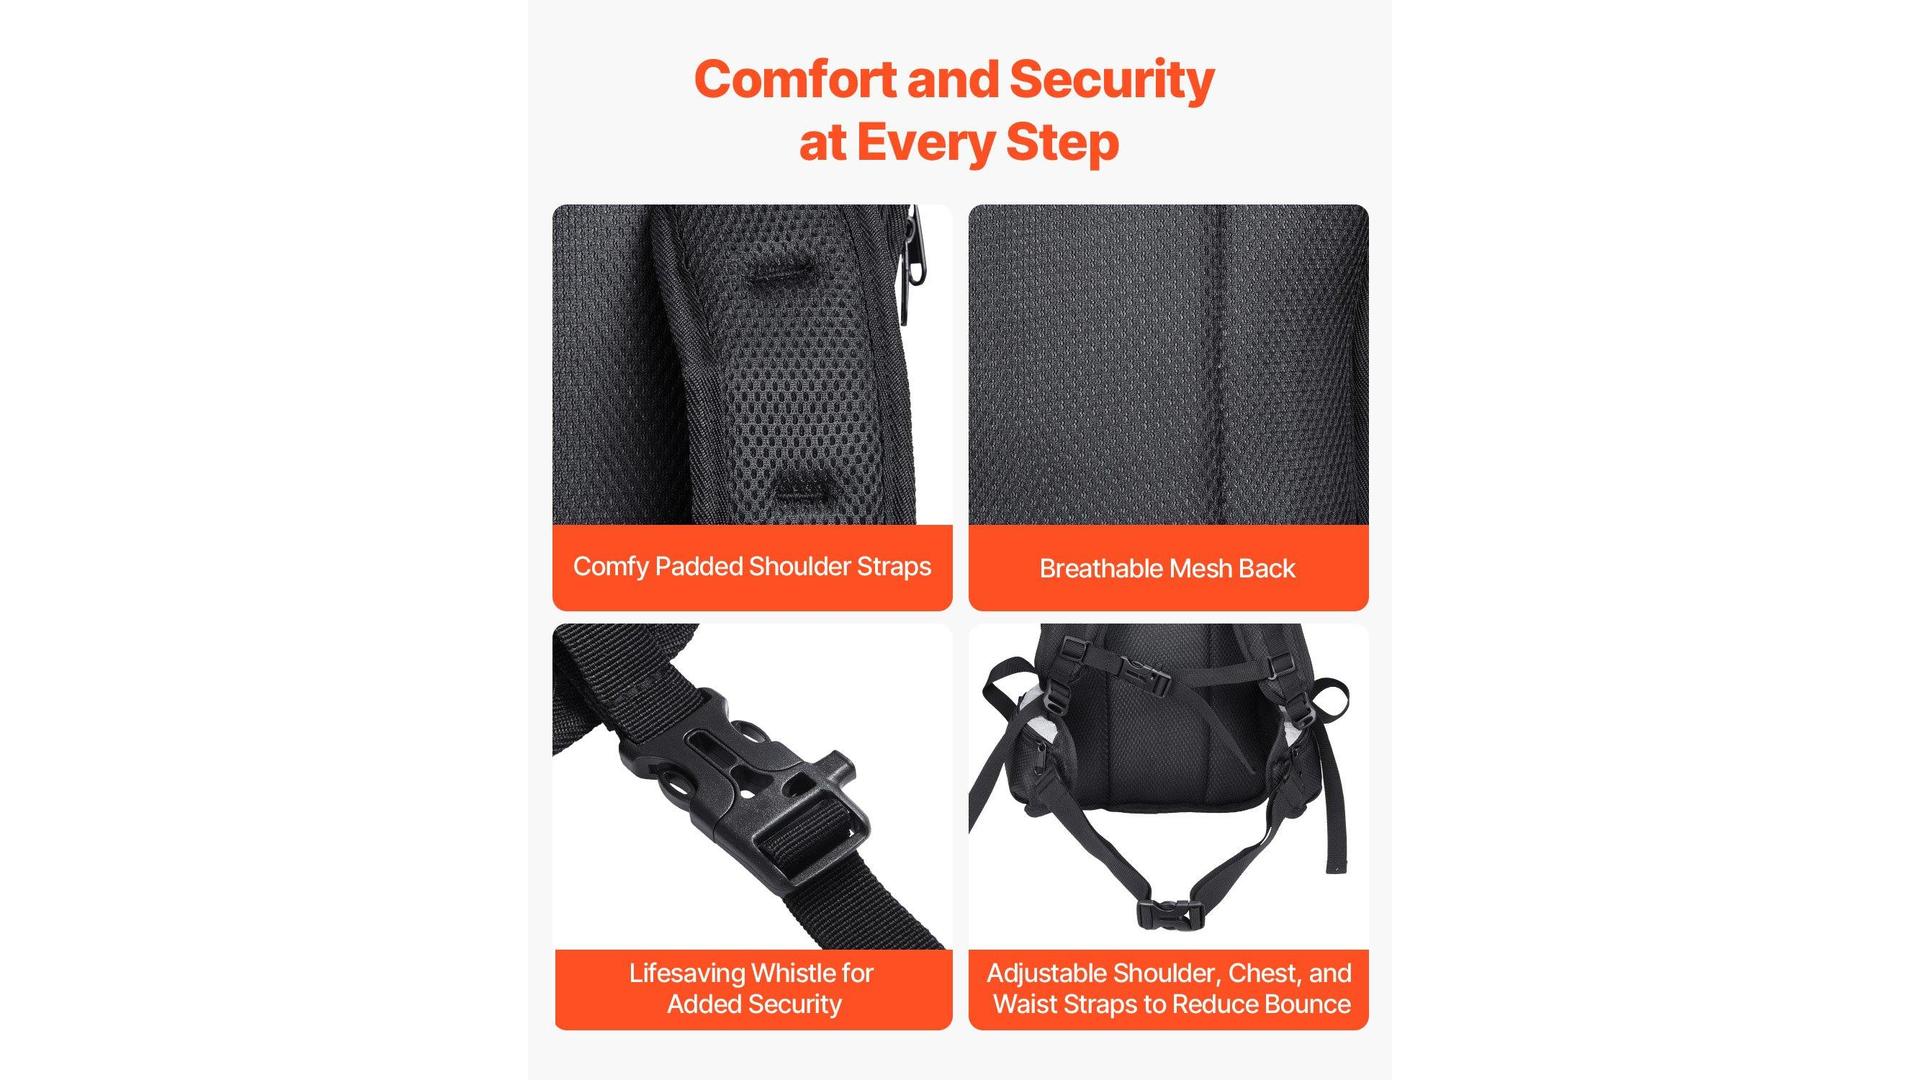 Comfort and Security
at Every Step
Comfy Padded Shoulder Straps
Breathable Mesh Back
Lifesaving Whistle for
Added Security
Adjustable Shoulder, Chest, and
Waist Straps to Reduce Bounce